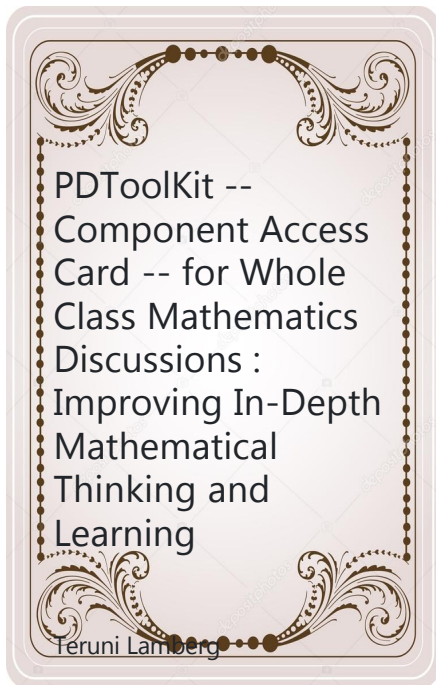 PDToolKit --
Component Access
Card -- for Whole
Class Mathematics
Discussions :
Improving In-Depth
Mathematical
Thinking and
Learning
Teruni Lamberg